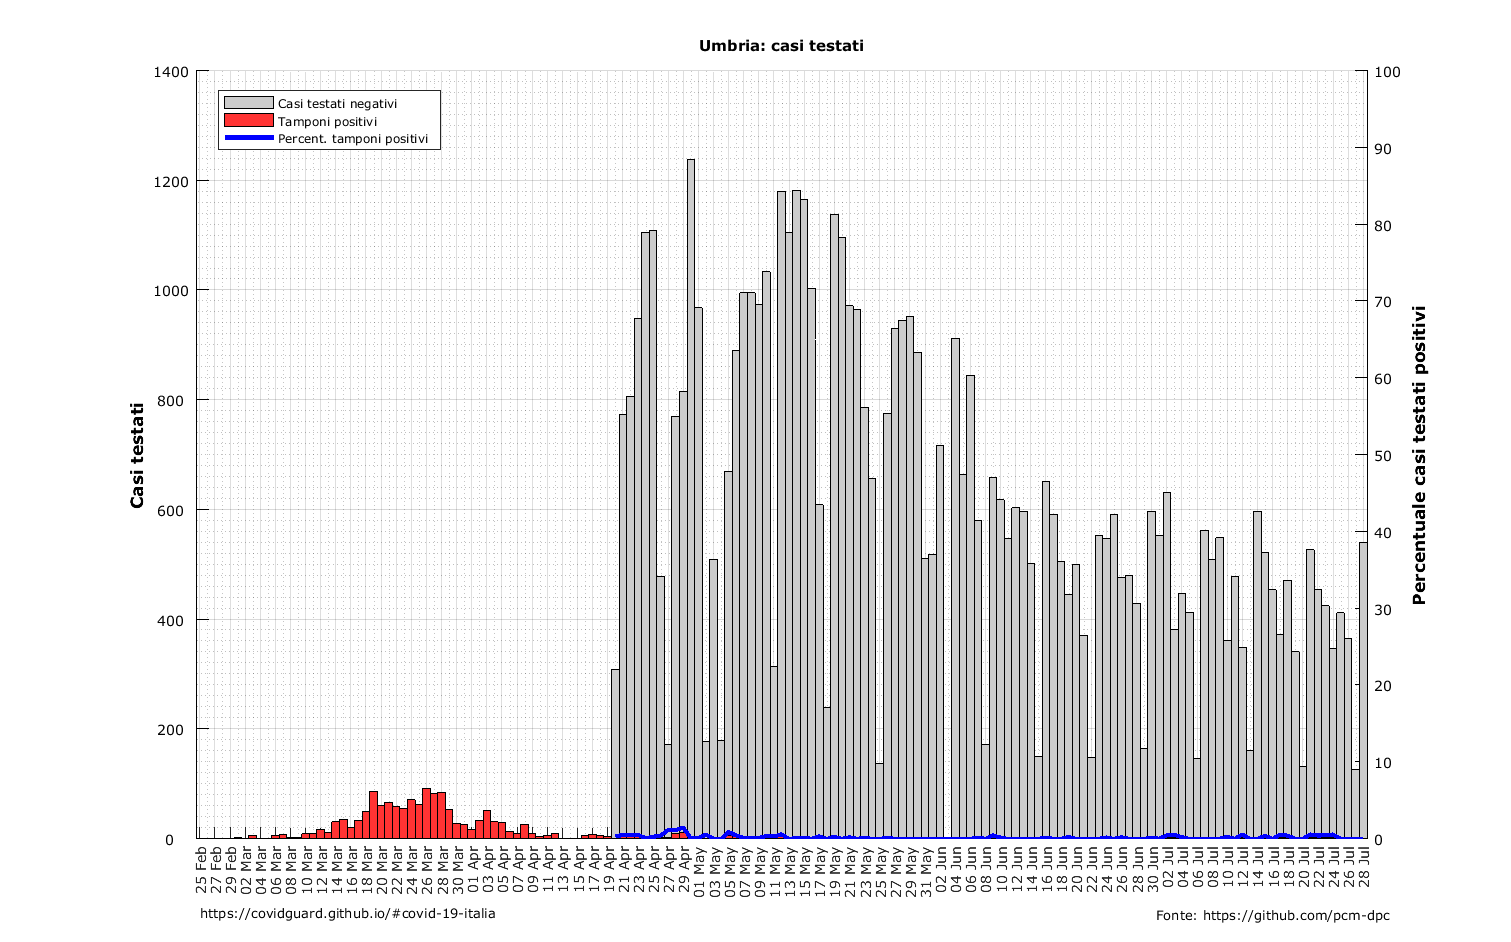 Umbria: casi testati
Casi testati negativi
Tamponi positivi
Percent. tamponi positivi
Casi testati
1400
1200
1000
800
600
400
200
0
100
90
80
70
60
50
40
30
20
10
0
Percentuale casi testati positivi
25 Feb
27 Feb
29 Feb
02 Mar
04 Mar
06 Mar
08 Mar
10 Mar
12 Mar
14 Mar
16 Mar
18 Mar
20 Mar
22 Mar
24 Mar
26 Mar
28 Mar
30 Mar
01 Apr
03 Apr
05 Apr
07 Apr
09 Apr
11 Apr
13 Apr
15 Apr
17 Apr
19 Apr
21 Apr
23 Apr
25 Apr
27 Apr
29 Apr
01 May
03 May
05 May
07 May
09 May
11 May
13 May
15 May
17 May
19 May
21 May
23 May
25 May
27 May
29 May
31 May
02 Jun
04 Jun
06 Jun
08 Jun
10 Jun
12 Jun
14 Jun
16 Jun
18 Jun
20 Jun
22 Jun
24 Jun
26 Jun
28 Jun
30 Jun
02 Jul
04 Jul
06 Jul
08 Jul
10 Jul
12 Jul
14 Jul
16 Jul
18 Jul
20 Jul
22 Jul
24 Jul
26 Jul
28 Jul
https://covidguard.github.io/#covid-19-italia
Fonte: https://github.com/pcm-dpc